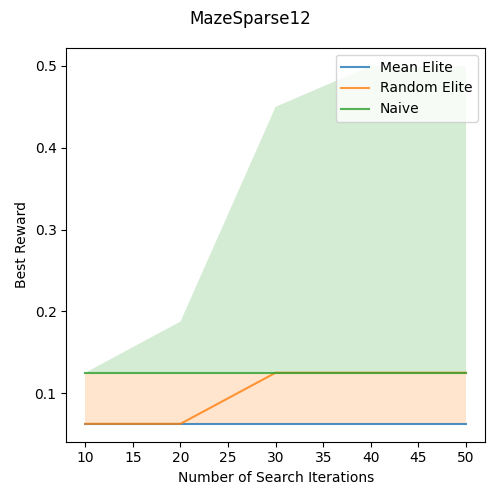 MazeSparse12
Mean Elite
Random Elite
Naive
0.5
0.4
0.3
0.2
0.1
Best Reward
10 15 20 25 30 35 40 45 50
Number of Search Iterations